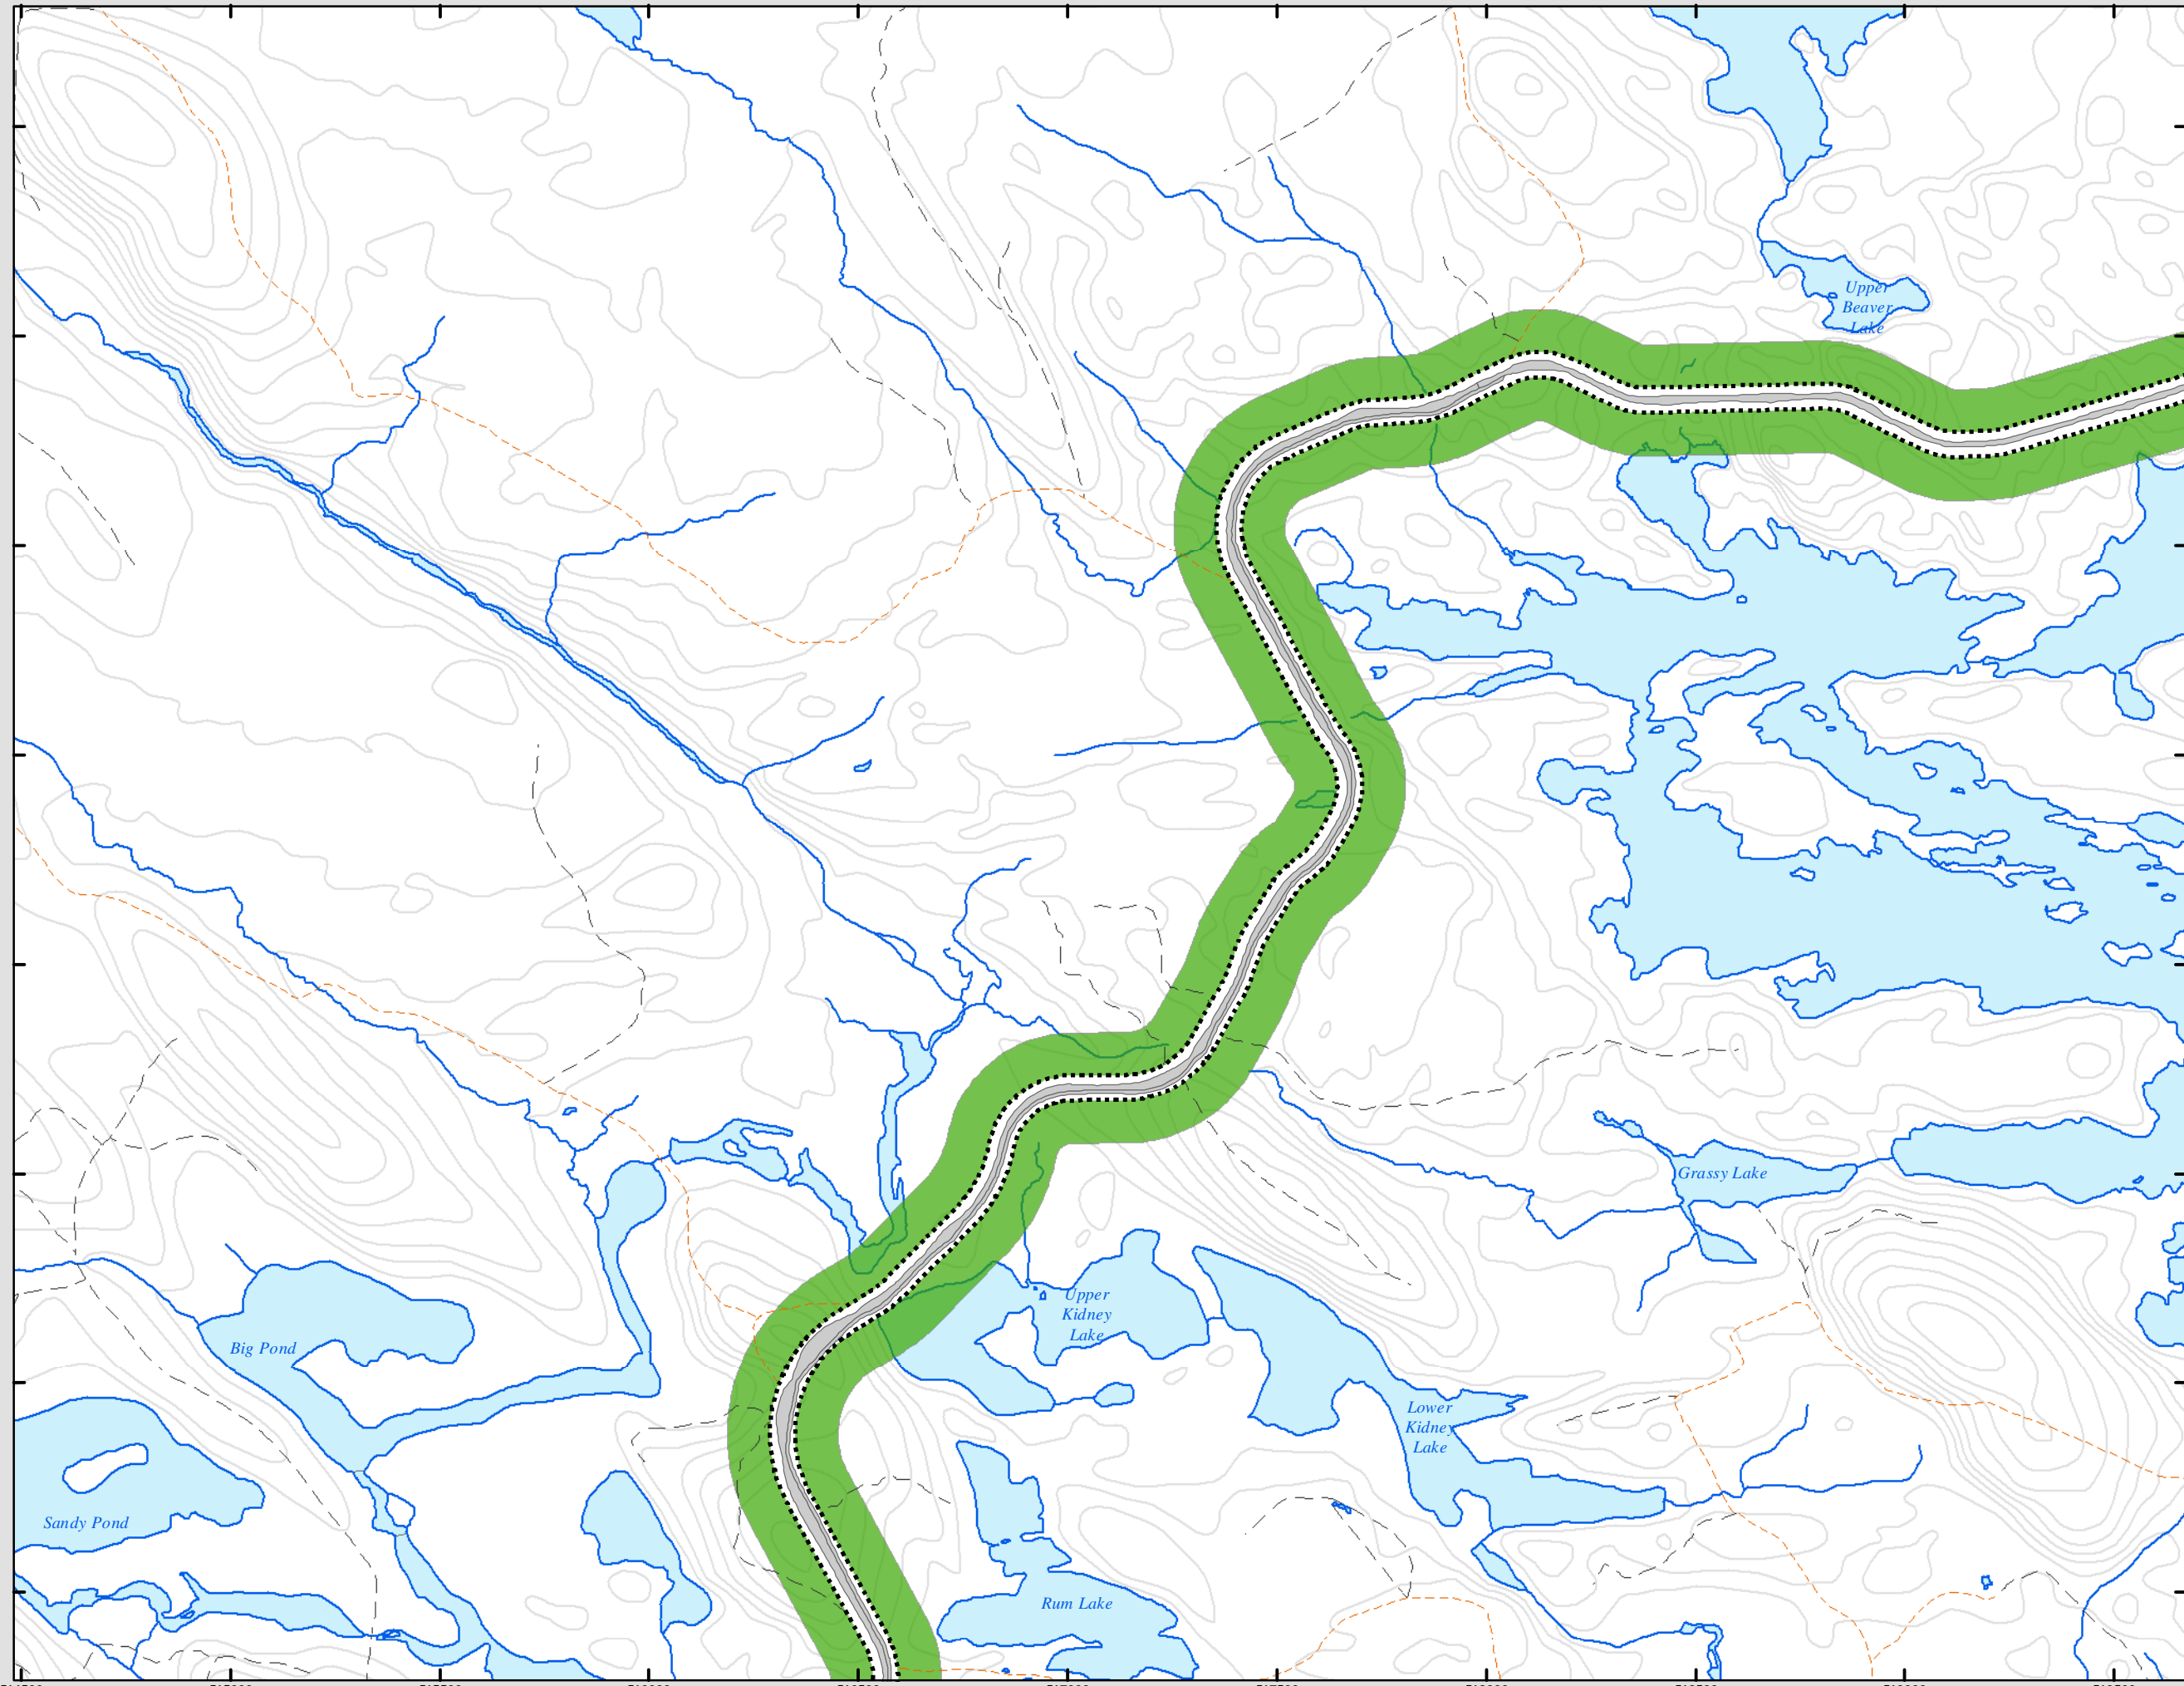 Upper
Beaver
Lake
Grassy Lake
Upper
Kidney
Lake
Big Pond
Lower
Kidney
Lake
Sandy Pond
Rum Lake